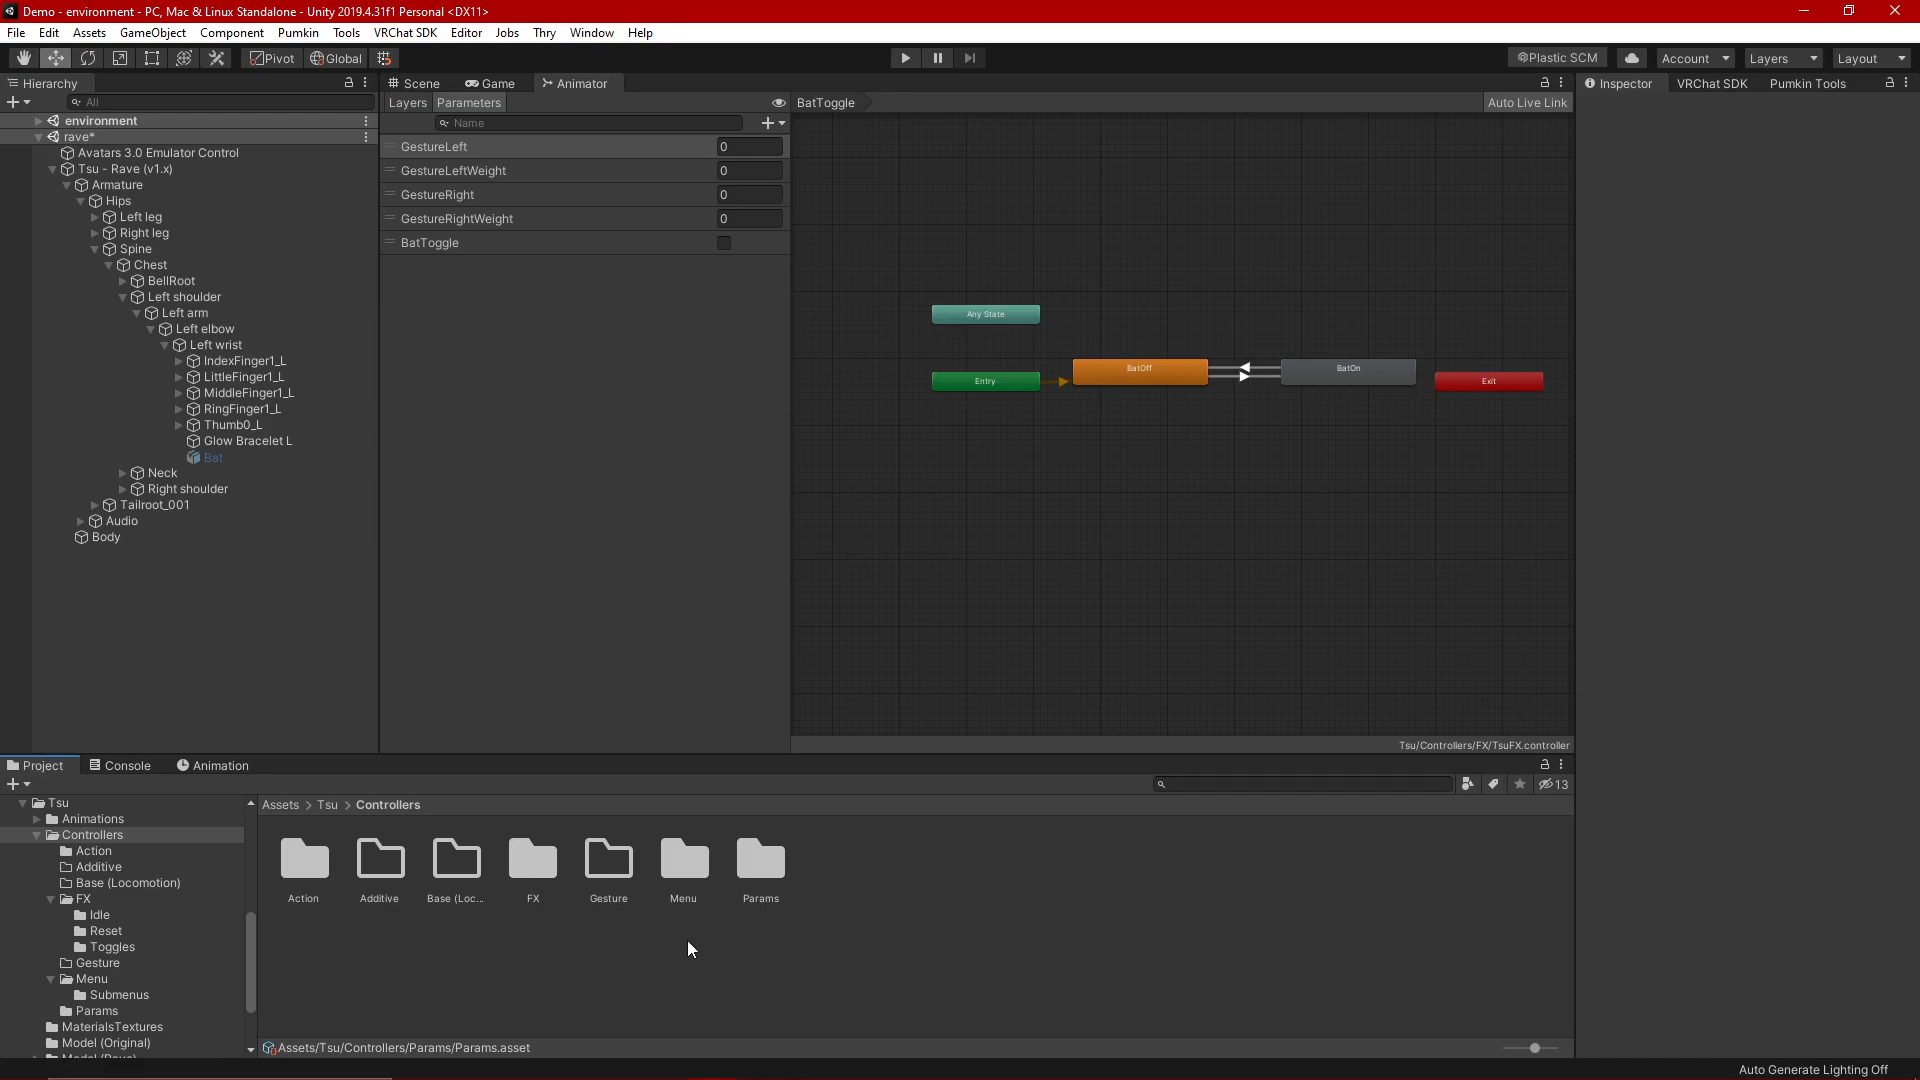 Demo - environment - PC, Mac & Linux Standalone - Unity 2019.4.31f1 Personal <DX11>
File Edit Assets GameObject Component Pumkin Tools VRChat SDK Editor Jobs Thry Window Help
Pivot Global Plastic SCM Account Layers Layout
Hierarchy
All
environment
rave*
Avatars 3.0 Emulator Control
Tsu - Rave (v1.x)
Armature
Hips
Left leg
Right leg
Spine
Chest
BellRoot
Left shoulder
Left arm
Left elbow
Left wrist
IndexFinger1_L
LittleFinger1_L
MiddleFinger1_L
RingFinger1_L
Thumb0_L
Glow Bracelet L
Bat
Neck
Right shoulder
Tailroot_001
Audio
Body
Scene Game Animator
Layers Parameters
Name
GestureLeft 0
GestureLeftWeight 0
GestureRight 0
GestureRightWeight 0
BatToggle
BatToggle Auto Live Link
Any State
Entry
BatOff
BatOn
Exit
Tsu/Controllers/FX/TsuFX.controller
Inspector VRChat SDK Pumkin Tools
Project Console Animation
13
Tsu
Animations
Controllers
Action
Additive
Base (Locomotion)
FX
Idle
Reset
Toggles
Gesture
Menu
Submenus
Params
MaterialsTextures
Model (Original)
Assets > Tsu > Controllers
Action Additive Base (Loc... FX Gesture Menu Params
Assets/Tsu/Controllers/Params/Params.asset
Auto Generate Lighting Off